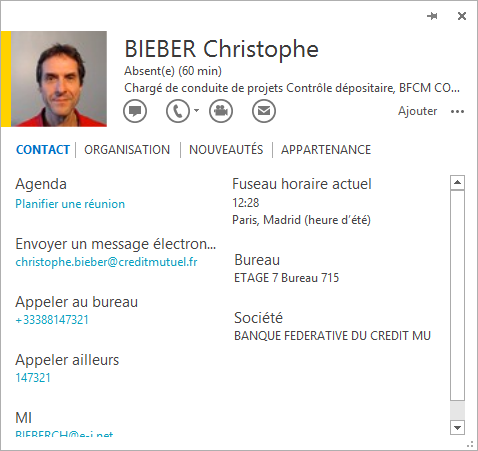 BIEBER Christophe
Absent(e) (60 min)
Chargé de conduite de projets Contrôle dépositaire, BFCM CO...
Ajouter
CONTACT
ORGANISATION
NOUVEAUTÉS
APPARTENANCE
Agenda
Planifier une réunion
Envoyer un message électron...
christophe.bieber@creditmutuel.fr
Appeler au bureau
+33388147321
Appeler ailleurs
147321
MI
BIEBERCH@e-i.net
Fuseau horaire actuel
12:28
Paris, Madrid (heure d'été)
Bureau
ETAGE 7 Bureau 715
Société
BANQUE FEDERATIVE DU CREDIT MU